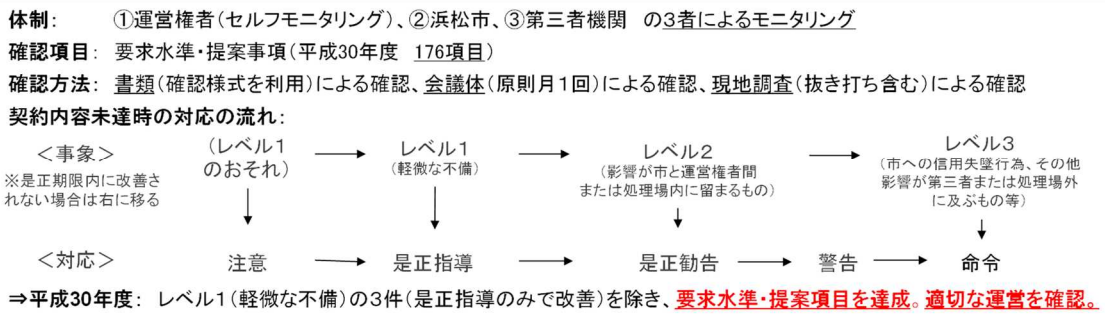 体制： ①運営権者（セルフモニタリング）、②浜松市、③第三者機関 の３者によるモニタリング
確認項目： 要求水準・提案事項（平成30年度 176項目）
確認方法： 書類（確認様式を利用）による確認、会議体（原則月１回）による確認、現地調査（抜き打ち含む）による確認
契約内容未達時の対応の流れ：
＜事象＞
※是正期限内に改善さ
れない場合は右に移る
（レベル１
のおそれ）
レベル１
（軽微な不備）
レベル２
（影響が市と運営権者間
または処理場内に留まるもの）
レベル３
（市への信用失墜行為、その他
影響が第三者または処理場外
に及ぶもの等）
＜対応＞ 注意 是正指導 是正勧告 警告 命令
⇒平成30年度： レベル１（軽微な不備）の３件（是正指導のみで改善）を除き、要求水準・提案項目を達成。適切な運営を確認。